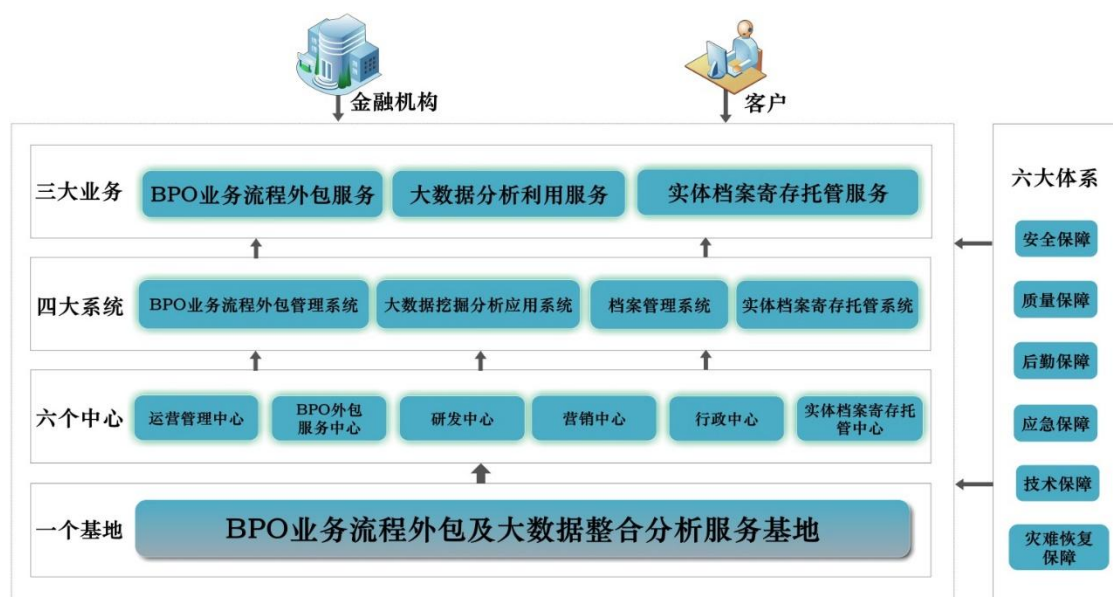 金融机构
客户
三大业务
BPO业务流程外包服务
大数据分析利用服务
实体档案寄存托管服务
四大系统
BPO业务流程外包管理系统
大数据挖掘分析应用系统
档案管理系统
实体档案寄存托管系统
六个中心
运营管理中心
BPO外包
服务中心
研发中心
营销中心
行政中心
实体档案寄存托
管中心
一个基地
BPO业务流程外包及大数据整合分析服务基地
六大体系
安全保障
质量保障
后勤保障
应急保障
技术保障
灾难恢复
保障